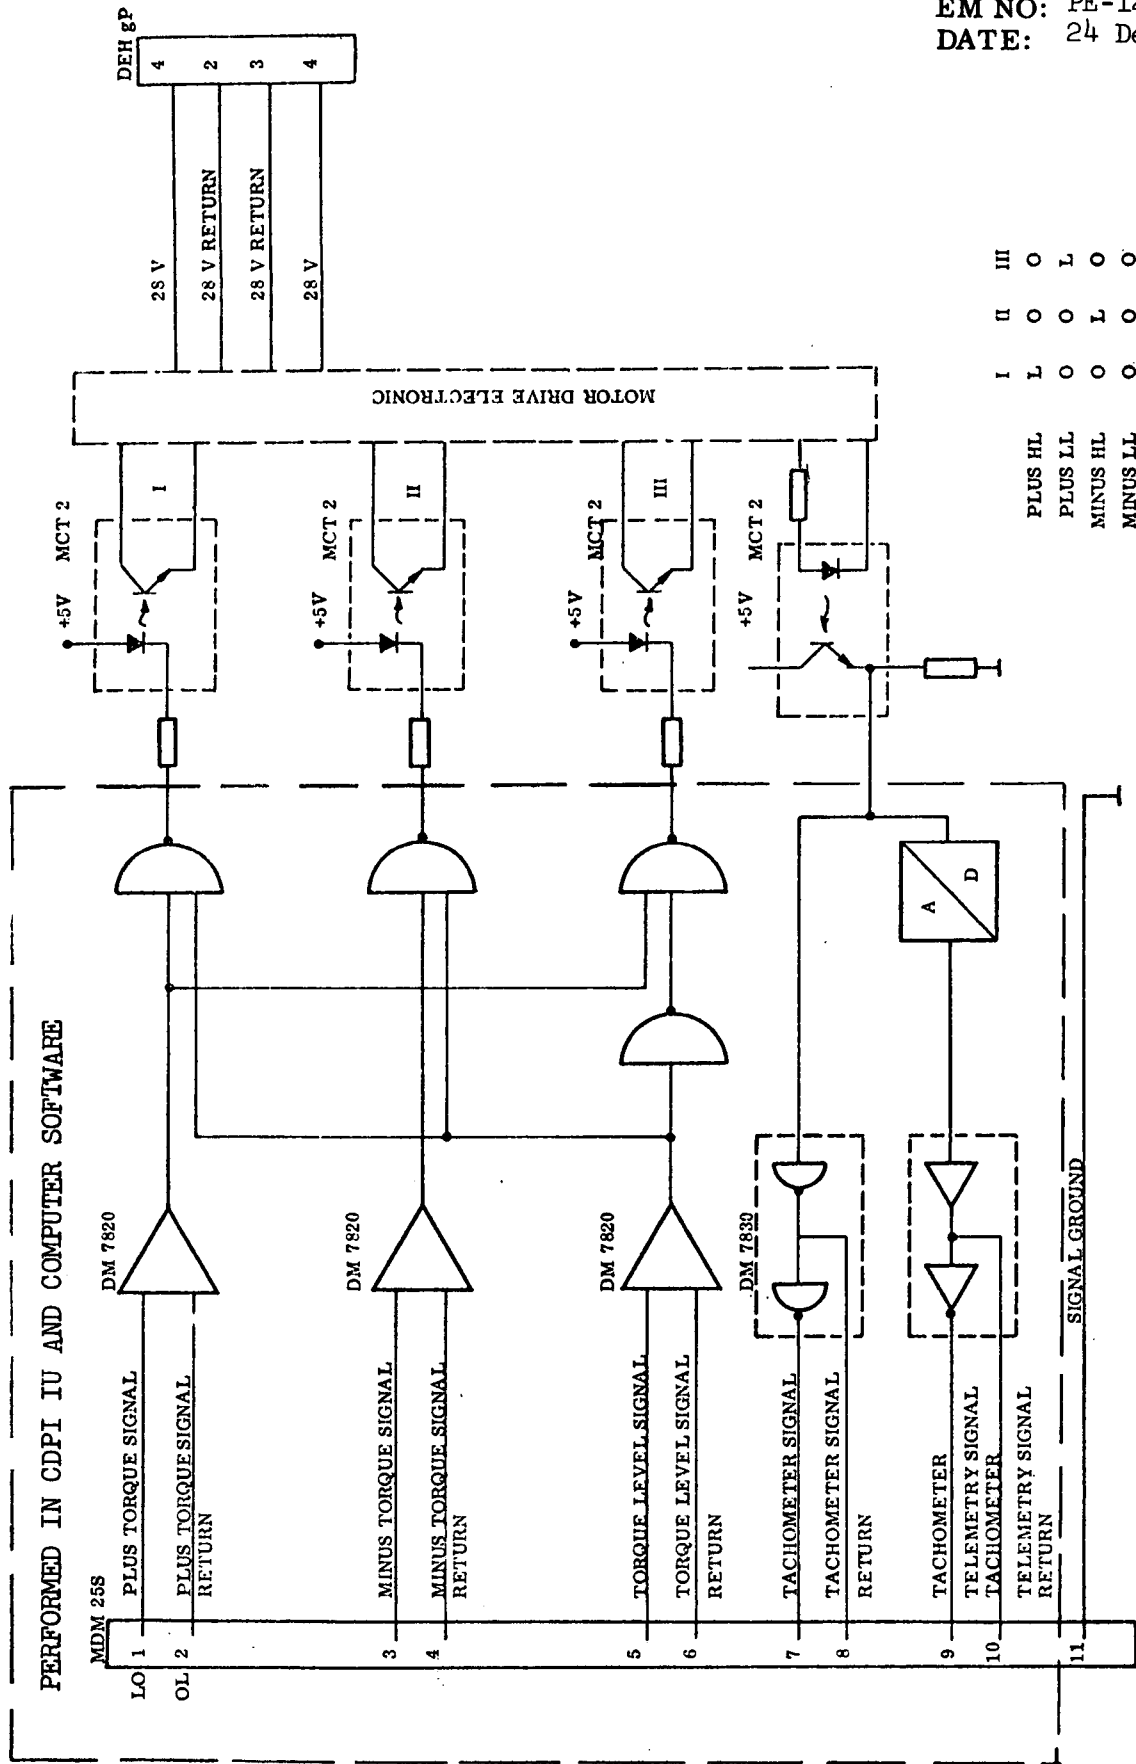 EM NO: PE-12
DATE: 24 De
PERFORMED IN CDPI IU AND COMPUTER SOFTWARE
MDM 25S
LO 1 PLUS TORQUE SIGNAL
OL 2 PLUS TORQUE SIGNAL
RETURN
3 MINUS TORQUE SIGNAL
4 MINUS TORQUE SIGNAL
RETURN
5 TORQUE LEVEL SIGNAL
6 TORQUE LEVEL SIGNAL
RETURN
7 TACHOMETER SIGNAL
8 TACHOMETER SIGNAL
RETURN
9 TACHOMETER
TELEMETRY SIGNAL
10 TACHOMETER
TELEMETRY SIGNAL
RETURN
11 SIGNAL GROUND
DM 7820
DM 7820
DM 7820
DM 7830
A
D
+5V
MCT 2
I
+5V
MCT 2
II
+5V
MCT 2
III
+5V
MCT 2
MOTOR DRIVE ELECTRONIC
28 V
28 V RETURN
28 V RETURN
28 V
DEH 9P
4
2
3
4
I II III
PLUS HL L O O
PLUS LL O O L
MINUS HL O L O
MINUS LL O O O